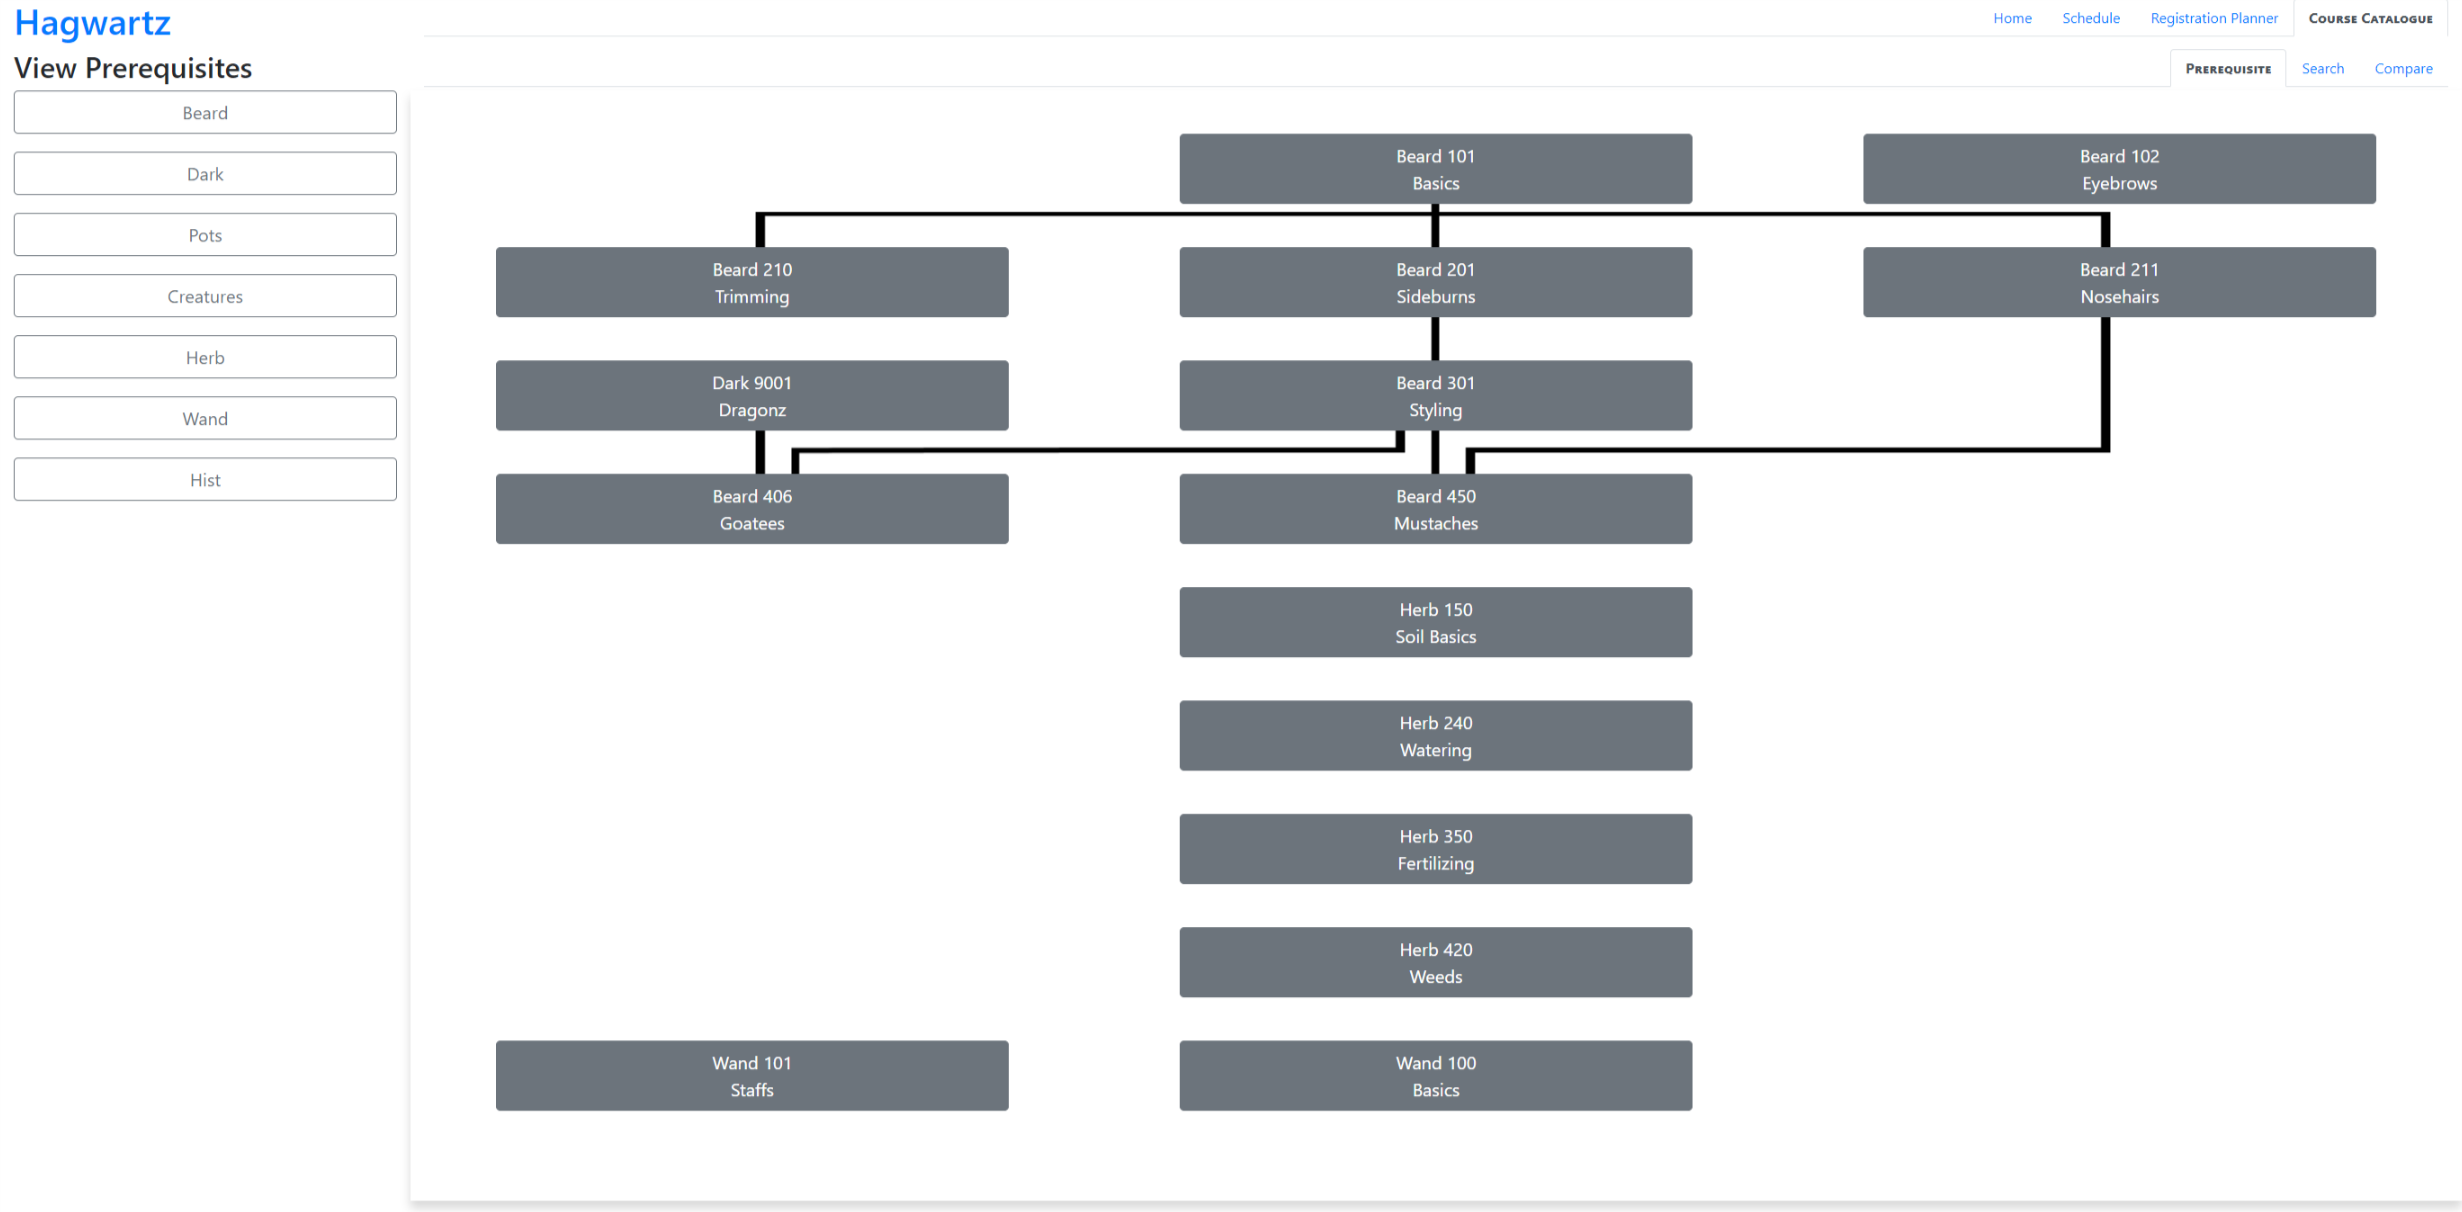 Hagwartz
Home
Schedule
Registration Planner
Course Catalogue
View Prerequisites
Prerequisite
Search
Compare
Beard
Dark
Pots
Creatures
Herb
Wand
Hist
Beard 101
Basics
Beard 102
Eyebrows
Beard 210
Trimming
Beard 201
Sideburns
Beard 211
Nosehairs
Dark 9001
Dragonz
Beard 301
Styling
Beard 406
Goatees
Beard 450
Mustaches
Herb 150
Soil Basics
Herb 240
Watering
Herb 350
Fertilizing
Herb 420
Weeds
Wand 101
Staffs
Wand 100
Basics